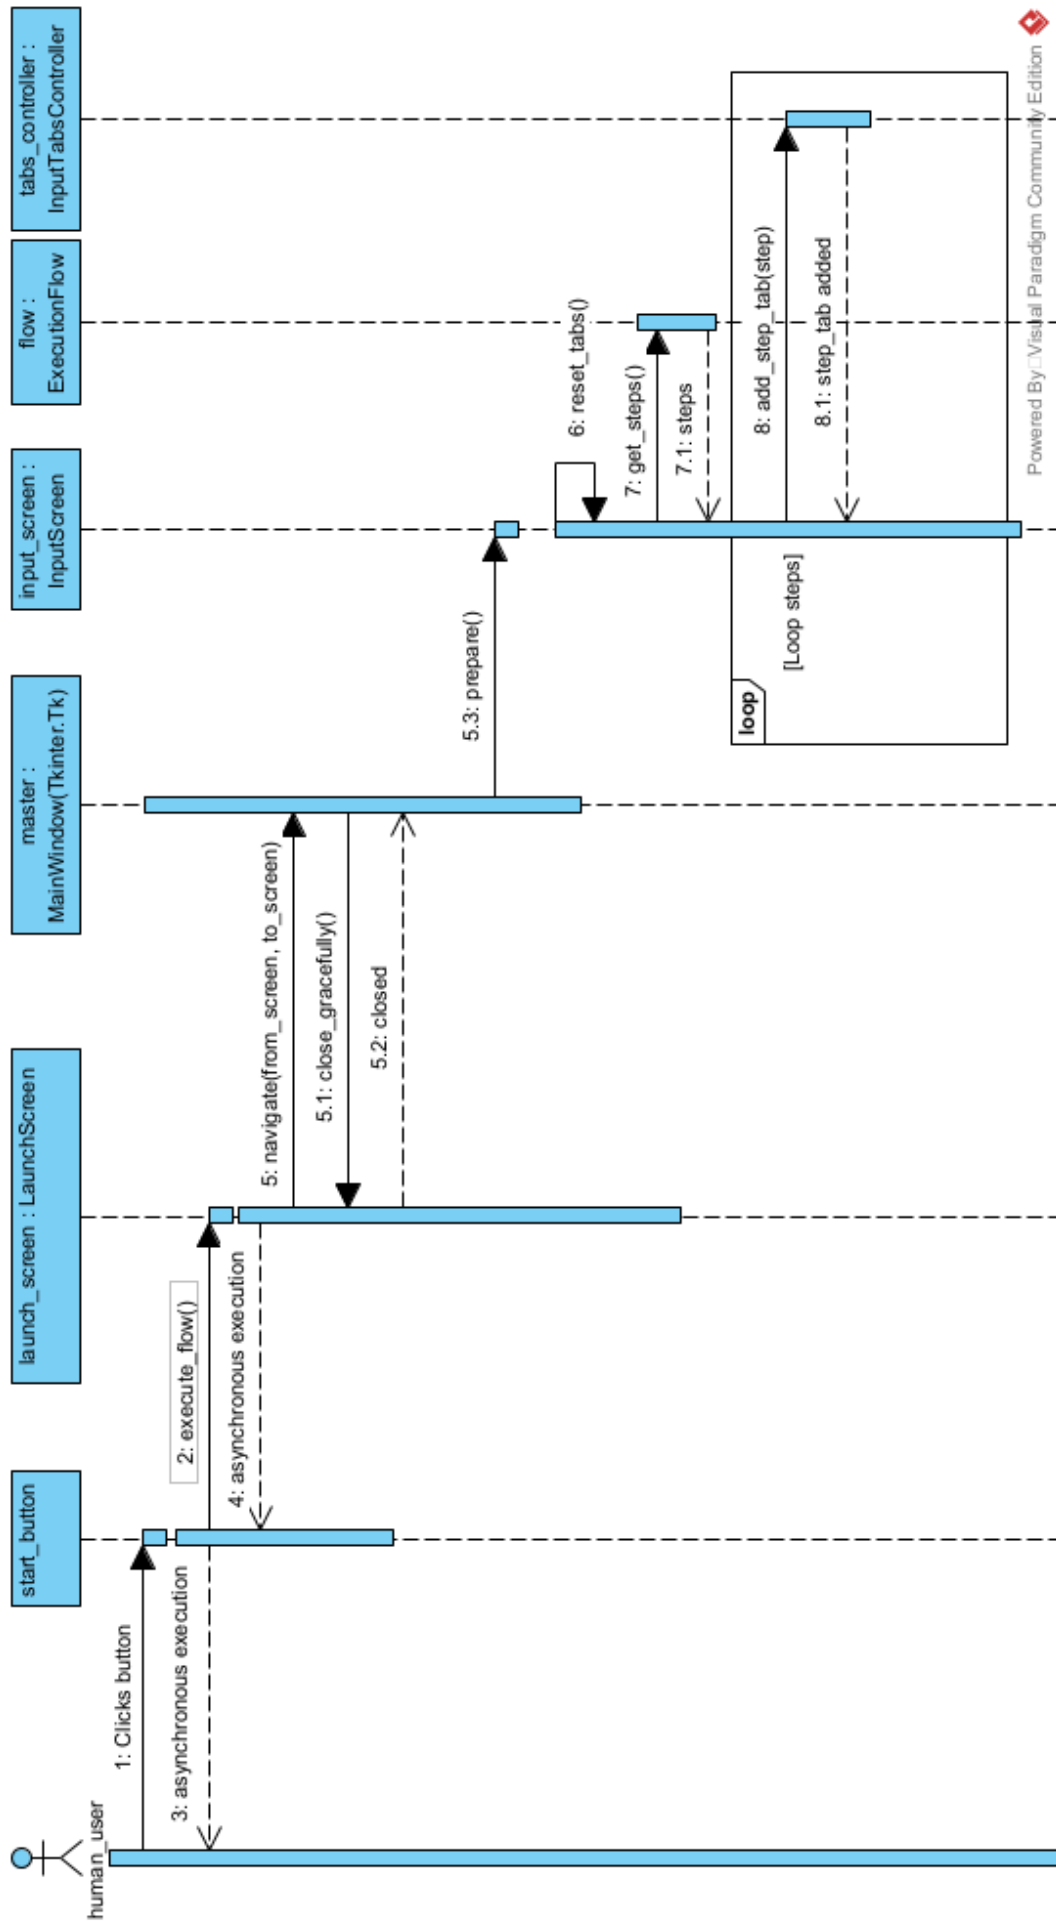 human_user
start_button
launch_screen : LaunchScreen
master :
MainWindow(Tkinter.Tk)
input_screen :
InputScreen
flow :
ExecutionFlow
tabs_controller :
InputTabsController
1: Clicks button
2: execute_flow()
3: asynchronous execution
4: asynchronous execution
5: navigate(from_screen, to_screen)
5.1: close_gracefully()
5.2: closed
5.3: prepare()
6: reset_tabs()
7: get_steps()
7.1: steps
loop
[Loop steps]
8: add_step_tab(step)
8.1: step_tab added
Powered By□Visual Paradigm Community Edition